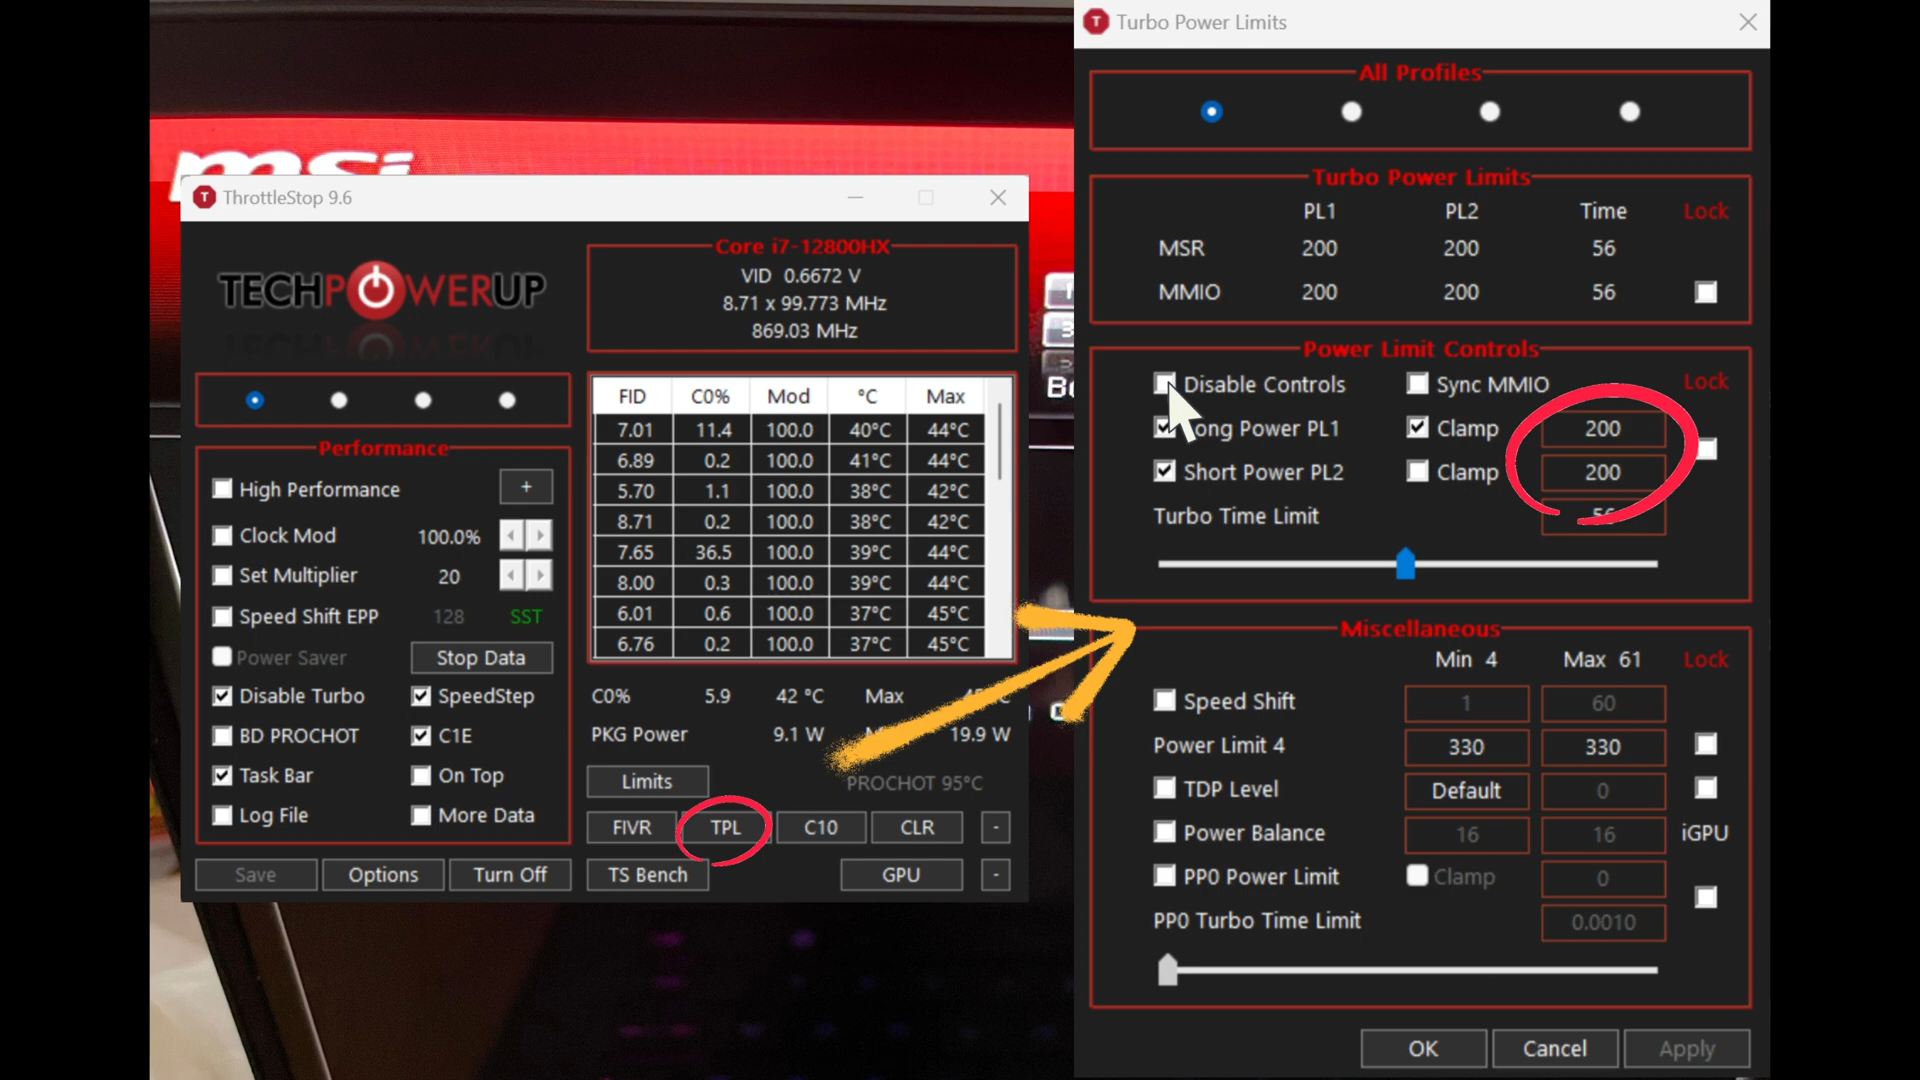 msi
ThrottleStop 9.6
TECHPOWERUP
Core i7-12800HX
VID 0.6672 V
8.71 x 99.773 MHz
869.03 MHz
FID C0% Mod °C Max
7.01 11.4 100.0 40°C 44°C
6.89 0.2 100.0 41°C 44°C
5.70 1.1 100.0 38°C 42°C
8.71 0.2 100.0 38°C 42°C
7.65 36.5 100.0 39°C 44°C
8.00 0.3 100.0 39°C 44°C
6.01 0.6 100.0 37°C 45°C
6.76 0.2 100.0 37°C 45°C
Performance
High Performance +
Clock Mod 100.0%
Set Multiplier 20
Speed Shift EPP 128 SST
Power Saver Stop Data
Disable Turbo SpeedStep
BD PROCHOT C1E
Task Bar On Top
Log File More Data
Save Options Turn Off
C0% 5.9 42 °C Max
PKG Power 9.1 W 19.9 W
Limits PROCHOT 95°C
FIVR TPL C10 CLR -
TS Bench GPU -
Turbo Power Limits
All Profiles
Turbo Power Limits
PL1 PL2 Time Lock
MSR 200 200 56
MMIO 200 200 56
Power Limit Controls
Disable Controls Sync MMIO Lock
Power PL1 Clamp 200
Short Power PL2 Clamp 200
Turbo Time Limit
Miscellaneous
Min 4 Max 61 Lock
Speed Shift 1 60
Power Limit 4 330 330
TDP Level Default 0
Power Balance 16 16 iGPU
PP0 Power Limit Clamp 0
PP0 Turbo Time Limit 0.0010
OK Cancel Apply